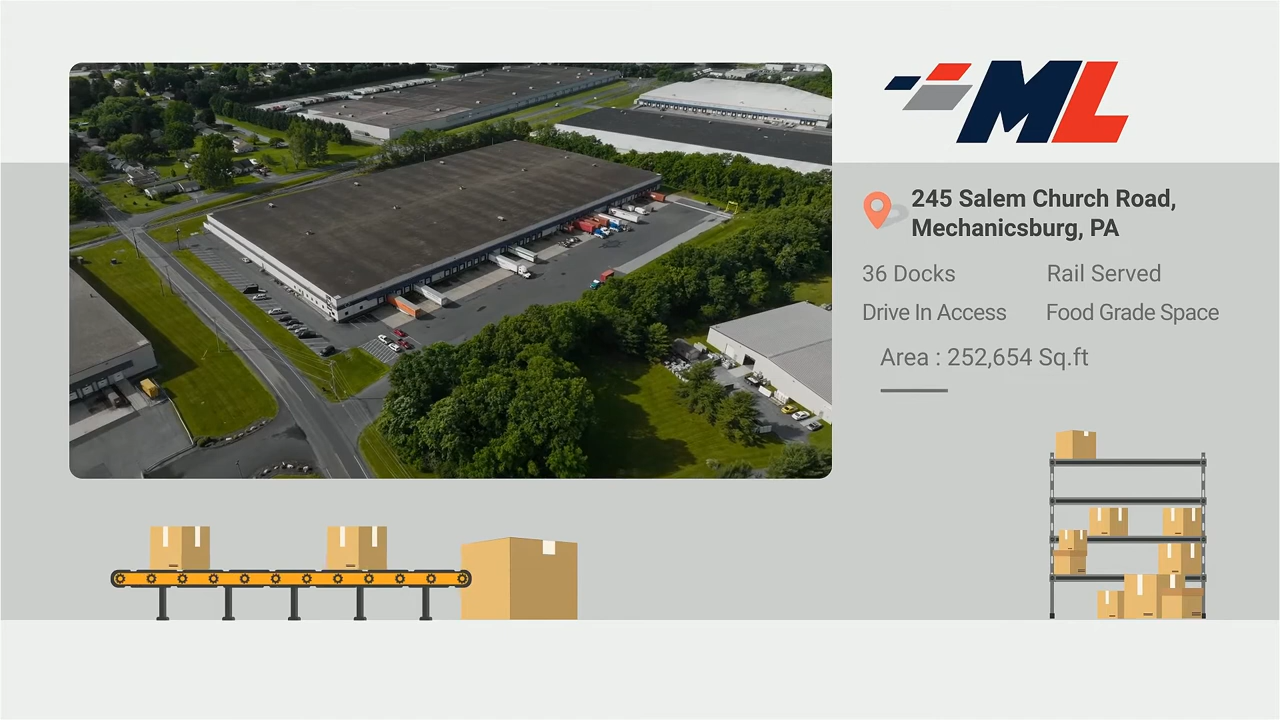 ML
245 Salem Church Road,
Mechanicsburg, PA
36 Docks
Rail Served
Drive In Access
Food Grade Space
Area : 252,654 Sq.ft